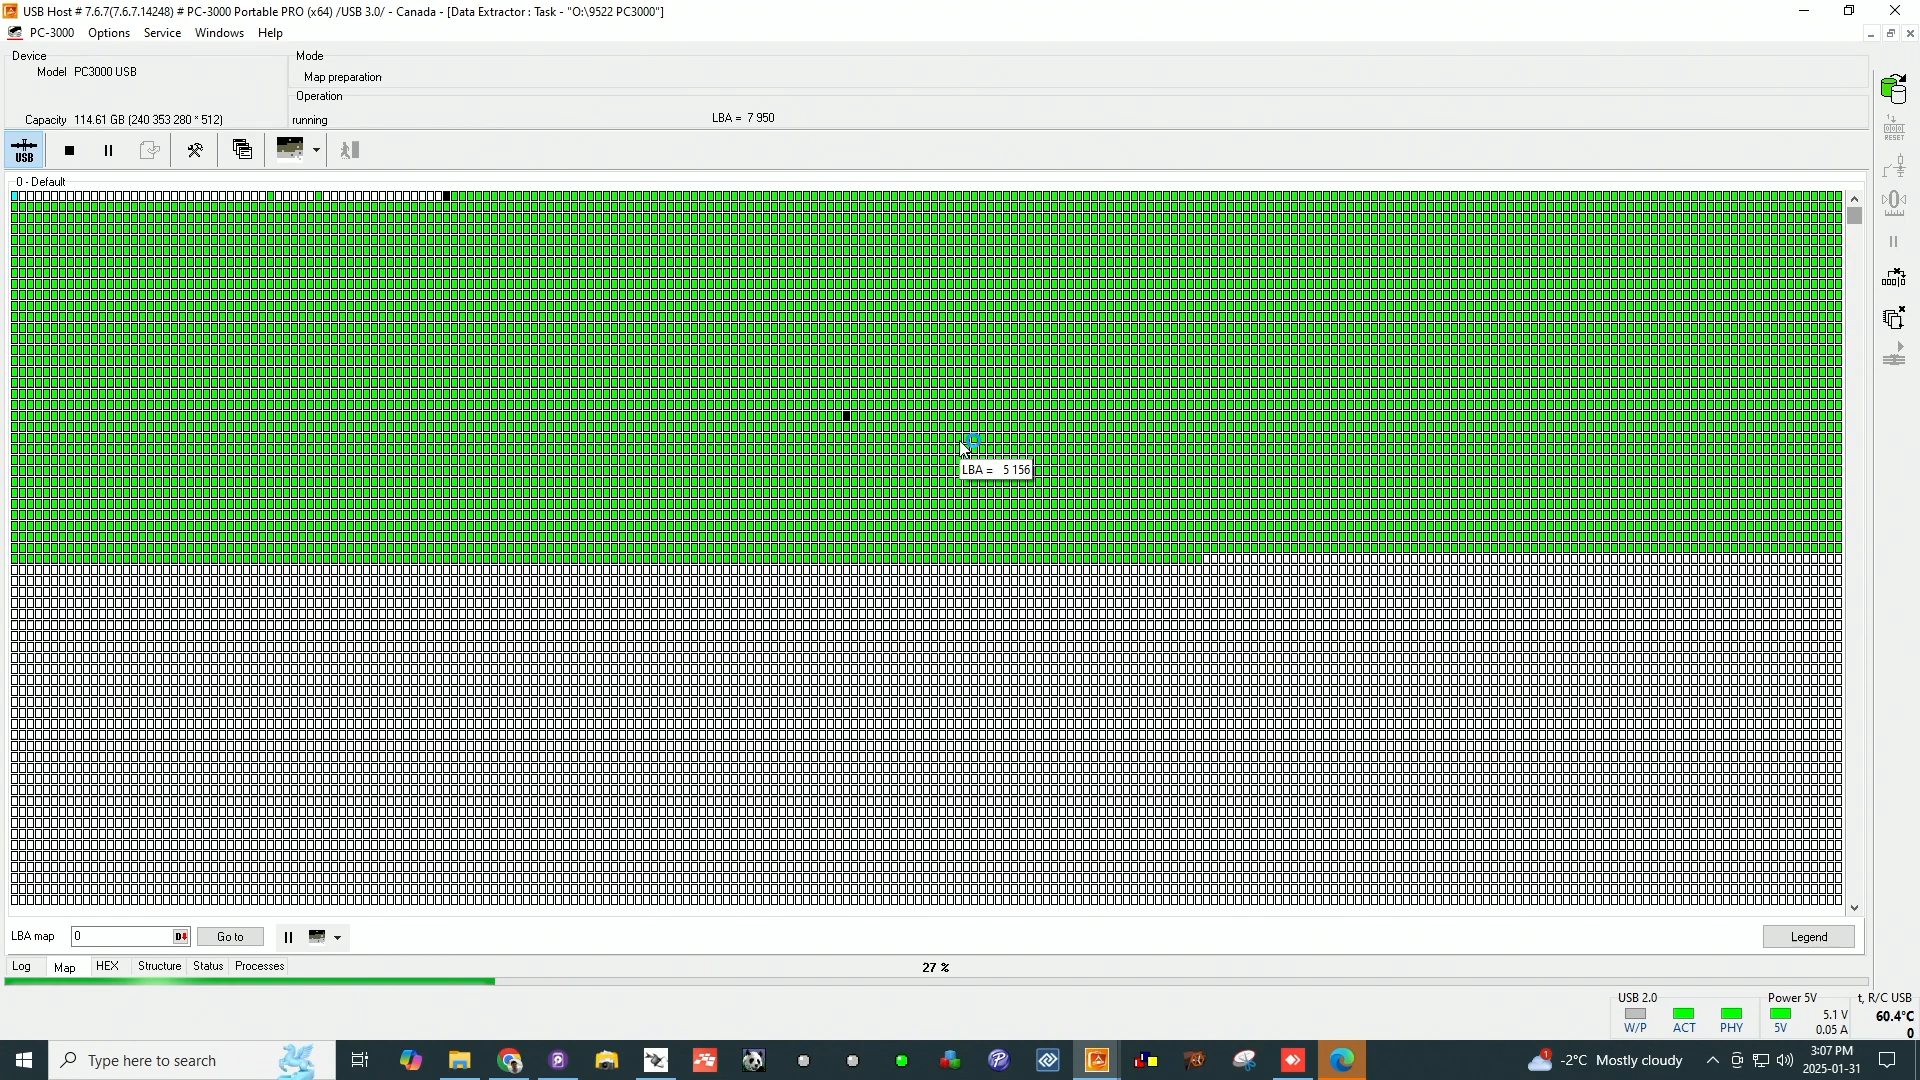 USB Host # 7.6.7(7.6.7.14248) # PC-3000 Portable PRO (x64) /USB 3.0/ - Canada - [Data Extractor : Task - "O:\9522 PC3000"]
PC-3000 Options Service Windows Help
Device
Model PC3000 USB
Capacity 114.61 GB (240 353 280 * 512)
Mode
Map preparation
Operation
running LBA = 7 950
USB
RESET
0 - Default
LBA = 5 156
LBA map 0 Go to Legend
Log Map HEX Structure Status Processes 27 %
USB 2.0 Power 5V t, R/C USB
W/P ACT PHY 5V 5.1 V 0.05 A 60.4°C 0
Type here to search
1 -2°C Mostly cloudy
3:07 PM
2025-01-31